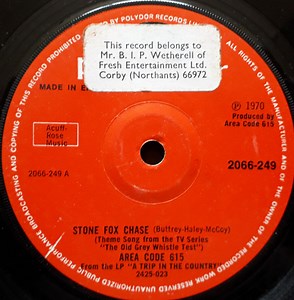 ALL RIGHTS OF THE MANUFACTURER AND OF THE OWNER OF THE RECORDED WORK RESERVED UNAUTHORISED PUBLIC PERFORMANCE BROADCASTING AND COPYING OF THIS RECORD PROHIBITED
BY POLYDOR RECORDS
This record belongs to
Mr. B. I. P. Wetherell of
Fresh Entertainment Ltd.
Corby (Northants) 66972
MADE IN
℗ 1970
Produced by
Area Code 615
Acuff-
Rose
Music
2066-249 A
2066-249
STONE FOX CHASE (Buttrey-Haley-McCoy)
(Theme Song from the TV Series
"The Old Grey Whistle Test")
AREA CODE 615
From the LP "A TRIP IN THE COUNTRY"
2425-023